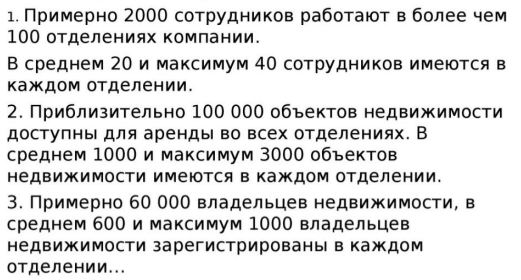 1. Примерно 2000 сотрудников работают в более чем
100 отделениях компании.
В среднем 20 и максимум 40 сотрудников имеются в
каждом отделении.
2. Приблизительно 100 000 объектов недвижимости
доступны для аренды во всех отделениях. В
среднем 1000 и максимум 3000 объектов
недвижимости имеются в каждом отделении.
3. Примерно 60 000 владельцев недвижимости, в
среднем 600 и максимум 1000 владельцев
недвижимости зарегистрированы в каждом
отделении...